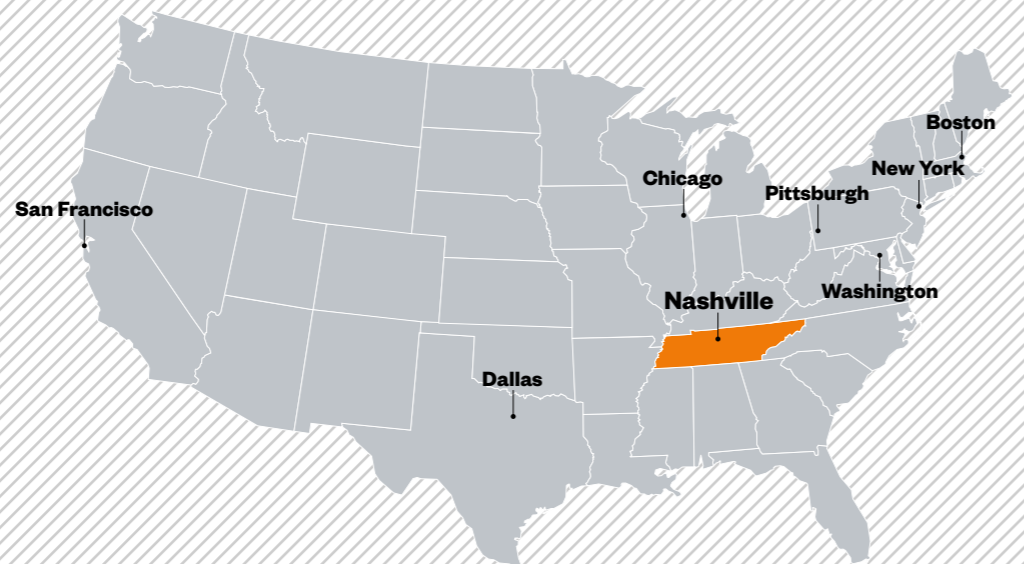 Boston
New York
Chicago
Pittsburgh
San Francisco
Washington
Nashville
Dallas